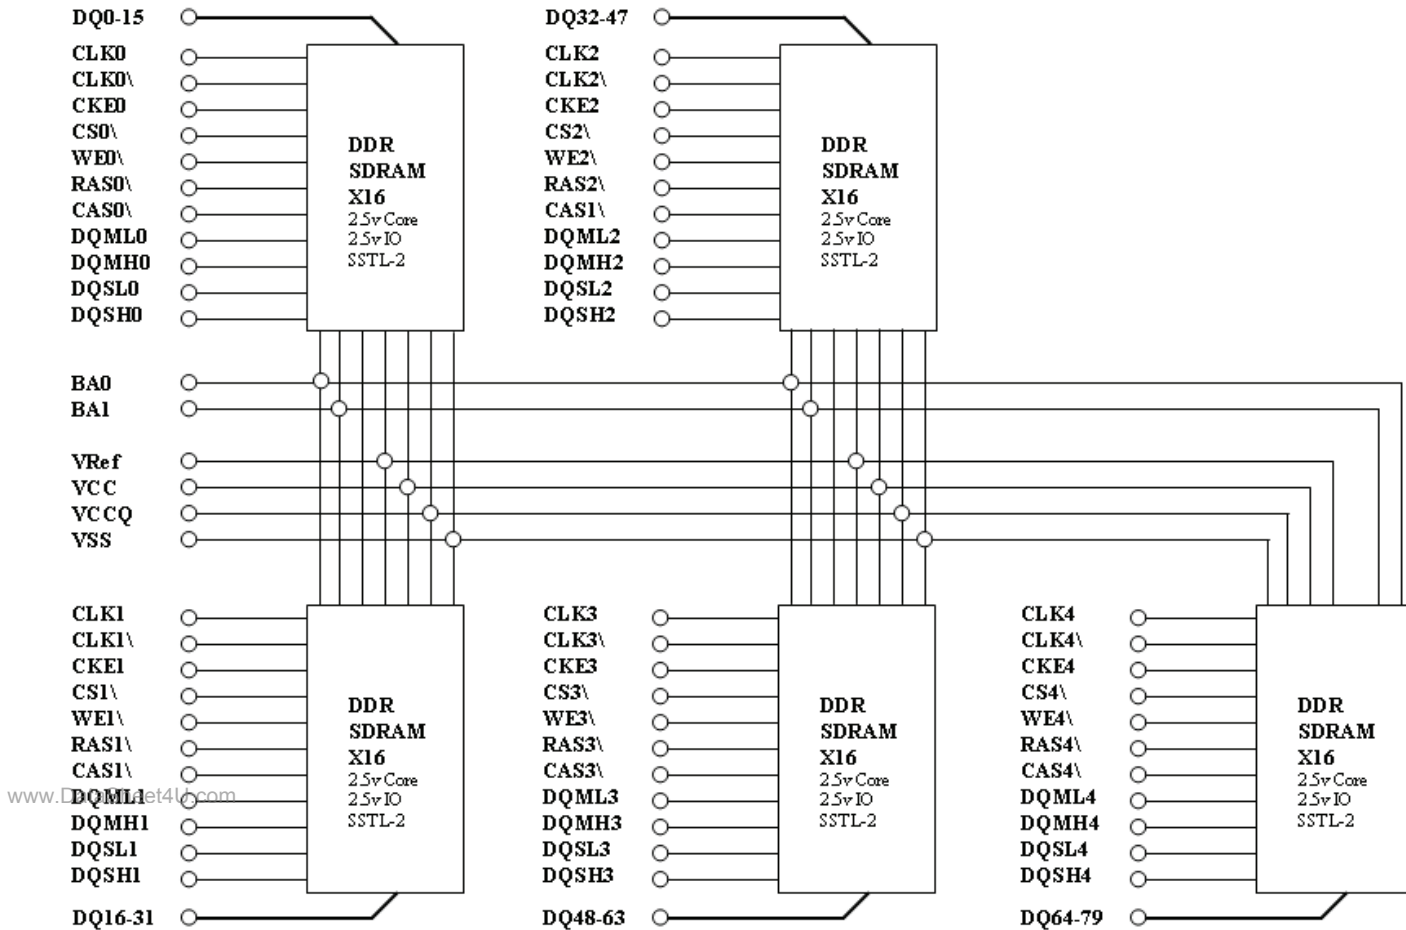 DQ0-15
CLK0
CLK0\
CKE0
CS0\
WE0\
RAS0\
CAS0\
DQML0
DQMH0
DQSL0
DQSH0
DDR
SDRAM
X16
2.5v Core
2.5v IO
SSTL-2
DQ32-47
CLK2
CLK2\
CKE2
CS2\
WE2\
RAS2\
CAS1\
DQML2
DQMH2
DQSL2
DQSH2
DDR
SDRAM
X16
2.5v Core
2.5v IO
SSTL-2
BA0
BA1
VRef
VCC
VCCQ
VSS
CLK1
CLK1\
CKE1
CS1\
WE1\
RAS1\
CAS1\
DQML1
DQMH1
DQSL1
DQSH1
DQ16-31
DDR
SDRAM
X16
2.5v Core
2.5v IO
SSTL-2
CLK3
CLK3\
CKE3
CS3\
WE3\
RAS3\
CAS3\
DQML3
DQMH3
DQSL3
DQSH3
DQ48-63
DDR
SDRAM
X16
2.5v Core
2.5v IO
SSTL-2
CLK4
CLK4\
CKE4
CS4\
WE4\
RAS4\
CAS4\
DQML4
DQMH4
DQSL4
DQSH4
DQ64-79
DDR
SDRAM
X16
2.5v Core
2.5v IO
SSTL-2
www.DataSheet4U.com